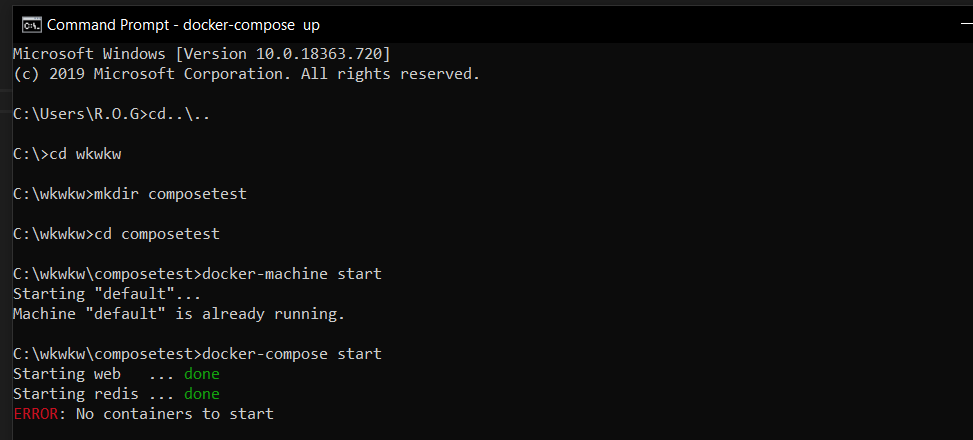 Command Prompt - docker-compose  up
Microsoft Windows [Version 10.0.18363.720]
(c) 2019 Microsoft Corporation. All rights reserved.
C:\Users\R.O.G>cd..\..
C:\>cd wkwkw
C:\wkwkw>mkdir composetest
C:\wkwkw>cd composetest
C:\wkwkw\composetest>docker-machine start
Starting "default"...
Machine "default" is already running.
C:\wkwkw\composetest>docker-compose start
Starting web   ... done
Starting redis ... done
ERROR: No containers to start